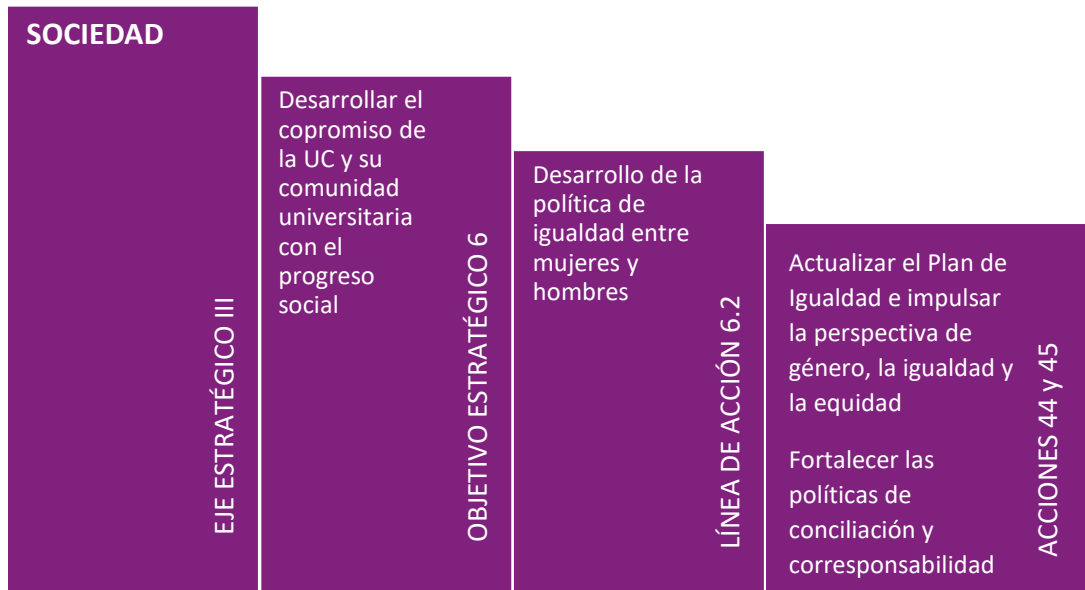 SOCIEDAD
EJE ESTRATÉGICO III
Desarrollar el
copromiso de
la UC y su
comunidad
universitaria
con el
progreso
social
OBJETIVO ESTRATÉGICO 6
Desarrollo de la
política de
igualdad entre
mujeres y
hombres
LÍNEA DE ACCIÓN 6.2
Actualizar el Plan de
Igualdad e impulsar
la perspectiva de
género, la igualdad y
la equidad
Fortalecer las
políticas de
conciliación y
corresponsabilidad
ACCIONES 44 y 45